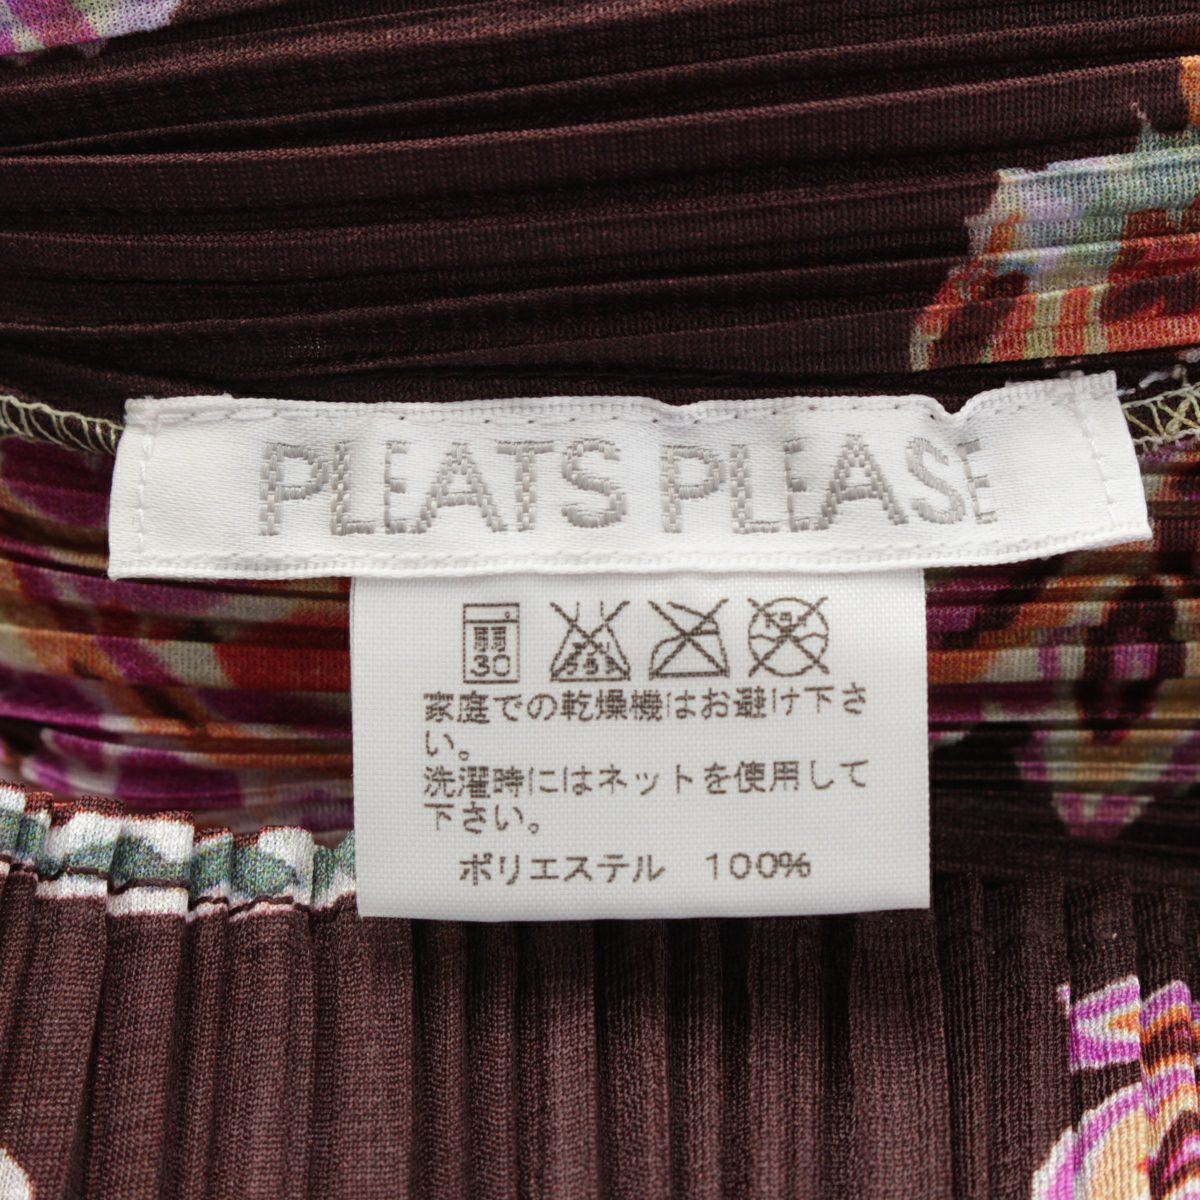 PLEATS PLEASE
弱
30
家庭での乾燥機はお避け下さ
い。
洗濯時にはネットを使用して
下さい。
ポリエステル 100%